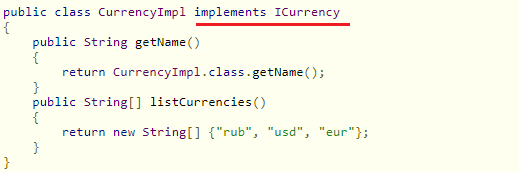 public class CurrencyImpl implements ICurrency
{
    public String getName()
    {
        return CurrencyImpl.class.getName();
    }
    public String[] listCurrencies()
    {
        return new String[] {"rub", "usd", "eur"};
    }
}